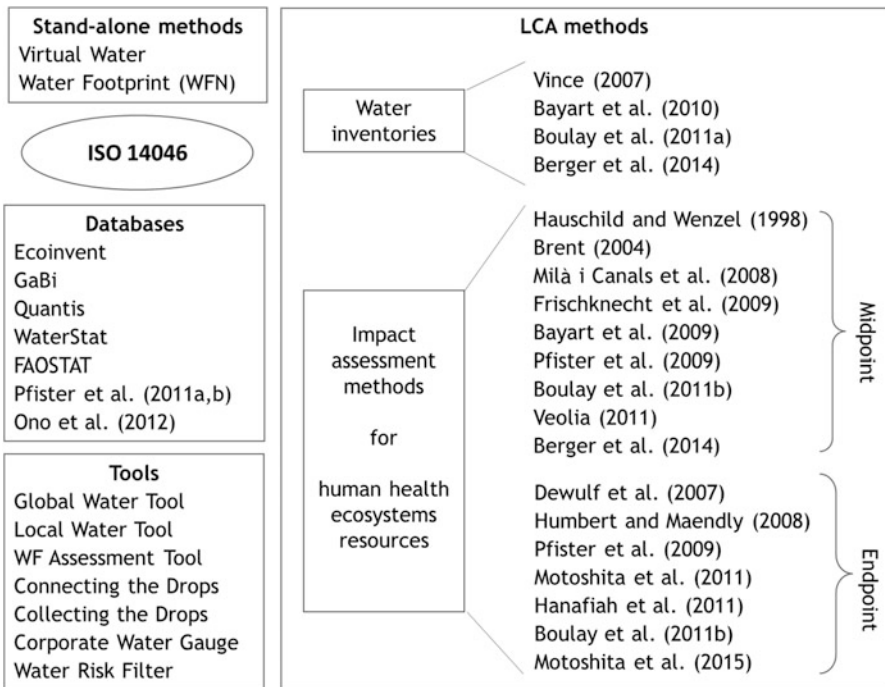 Stand-alone methods
Virtual Water
Water Footprint (WFN)
ISO 14046
Databases
Ecoinvent
GaBi
Quantis
WaterStat
FAOSTAT
Pfister et al. (2011a,b)
Ono et al. (2012)
Tools
Global Water Tool
Local Water Tool
WF Assessment Tool
Connecting the Drops
Collecting the Drops
Corporate Water Gauge
Water Risk Filter
LCA methods
Water
inventories
Vince (2007)
Bayart et al. (2010)
Boulay et al. (2011a)
Berger et al. (2014)
Impact
assessment
methods
for
human health
ecosystems
resources
Hauschild and Wenzel (1998)
Brent (2004)
Milà i Canals et al. (2008)
Frischknecht et al. (2009)
Bayart et al. (2009)
Pfister et al. (2009)
Boulay et al. (2011b)
Veolia (2011)
Berger et al. (2014)
Midpoint
Dewulf et al. (2007)
Humbert and Maendly (2008)
Pfister et al. (2009)
Motoshita et al. (2011)
Hanafiah et al. (2011)
Boulay et al. (2011b)
Motoshita et al. (2015)
Endpoint